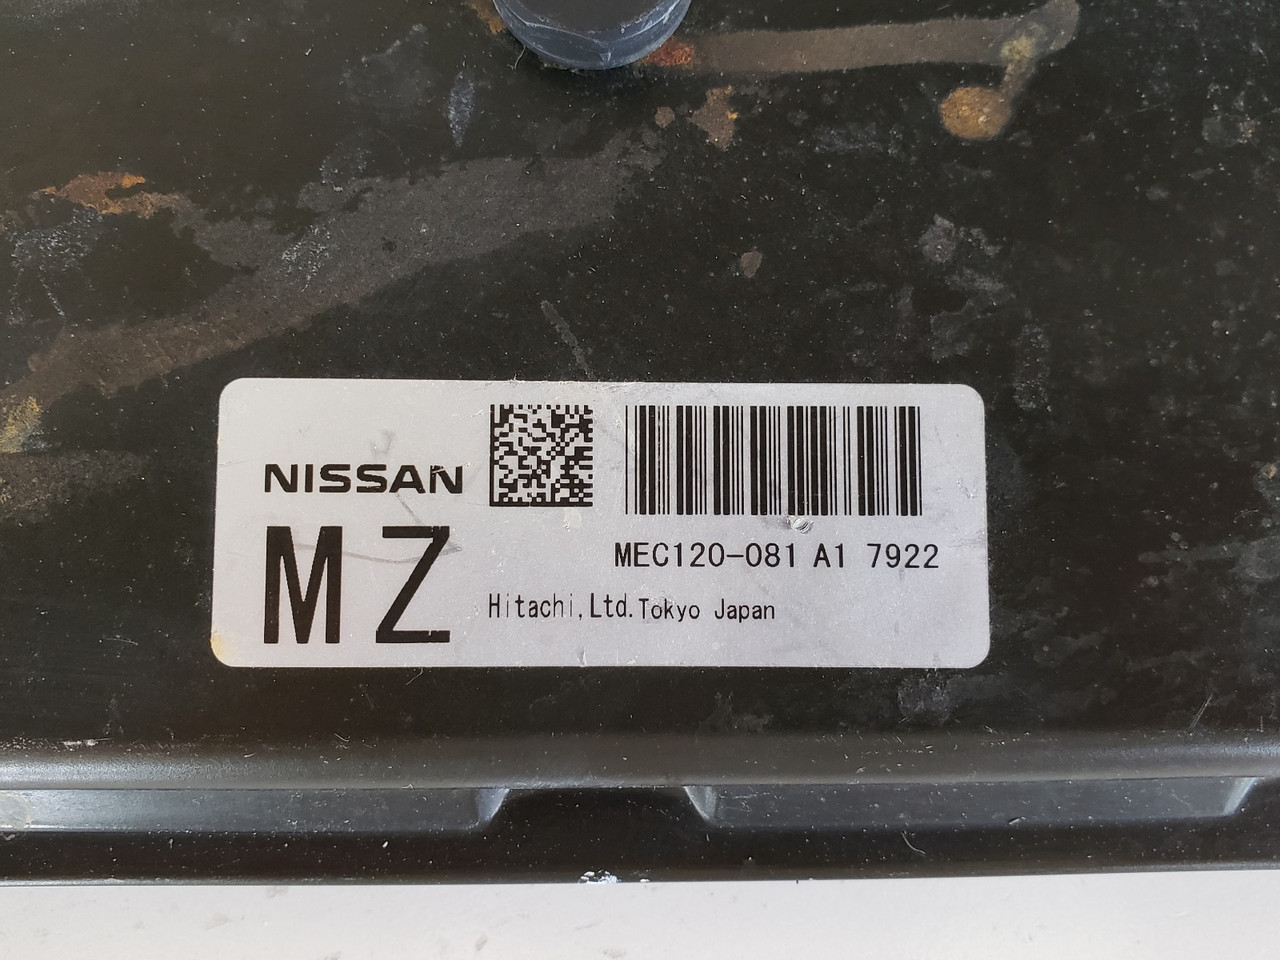 NISSAN
MZ
MEC120-081 A1 7922
Hitachi,Ltd.Tokyo Japan